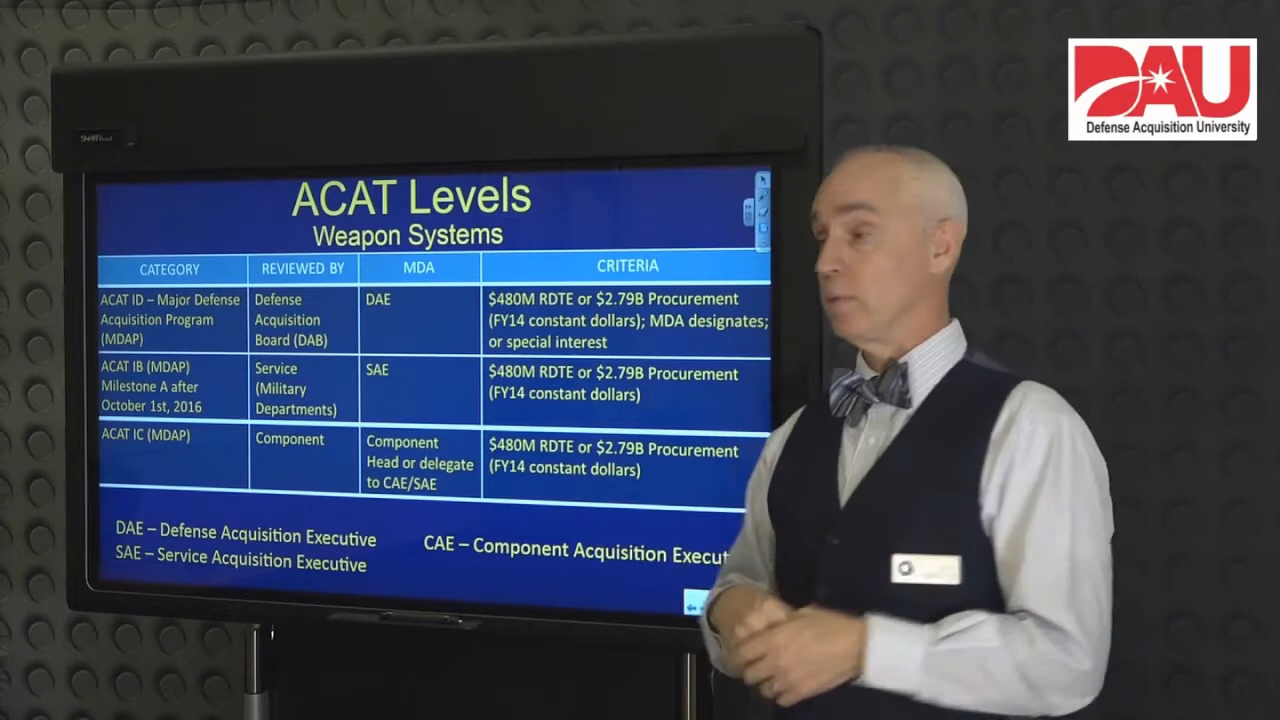 DAU
Defense Acquisition University
SMART
ACAT Levels
Weapon Systems
CATEGORY
REVIEWED BY
MDA
CRITERIA
ACAT ID – Major Defense
Acquisition Program
(MDAP)
Defense
Acquisition
Board (DAB)
DAE
$480M RDTE or $2.79B Procurement
(FY14 constant dollars); MDA designates;
or special interest
ACAT IB (MDAP)
Milestone A after
October 1st, 2016
Service
(Military
Departments)
SAE
$480M RDTE or $2.79B Procurement
(FY14 constant dollars)
ACAT IC (MDAP)
Component
Component
Head or delegate
to CAE/SAE
$480M RDTE or $2.79B Procurement
(FY14 constant dollars)
DAE – Defense Acquisition Executive
SAE – Service Acquisition Executive
CAE – Component Acquisition Execut